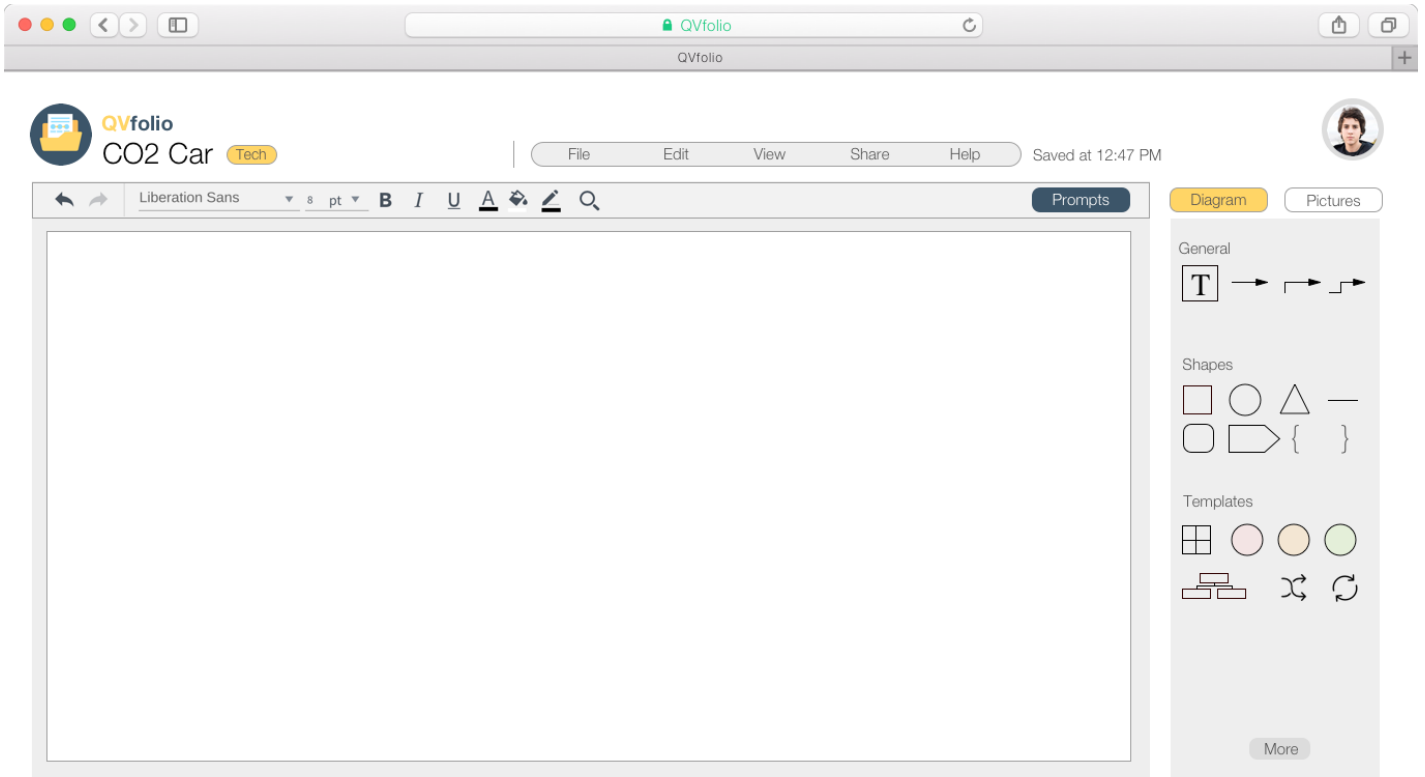 QVfolio
QVfolio
QVfolio
CO2 Car Tech
File Edit View Share Help Saved at 12:47 PM
Liberation Sans 8 pt B I U A Prompts Diagram Pictures
General
T
Shapes
{ }
Templates
More